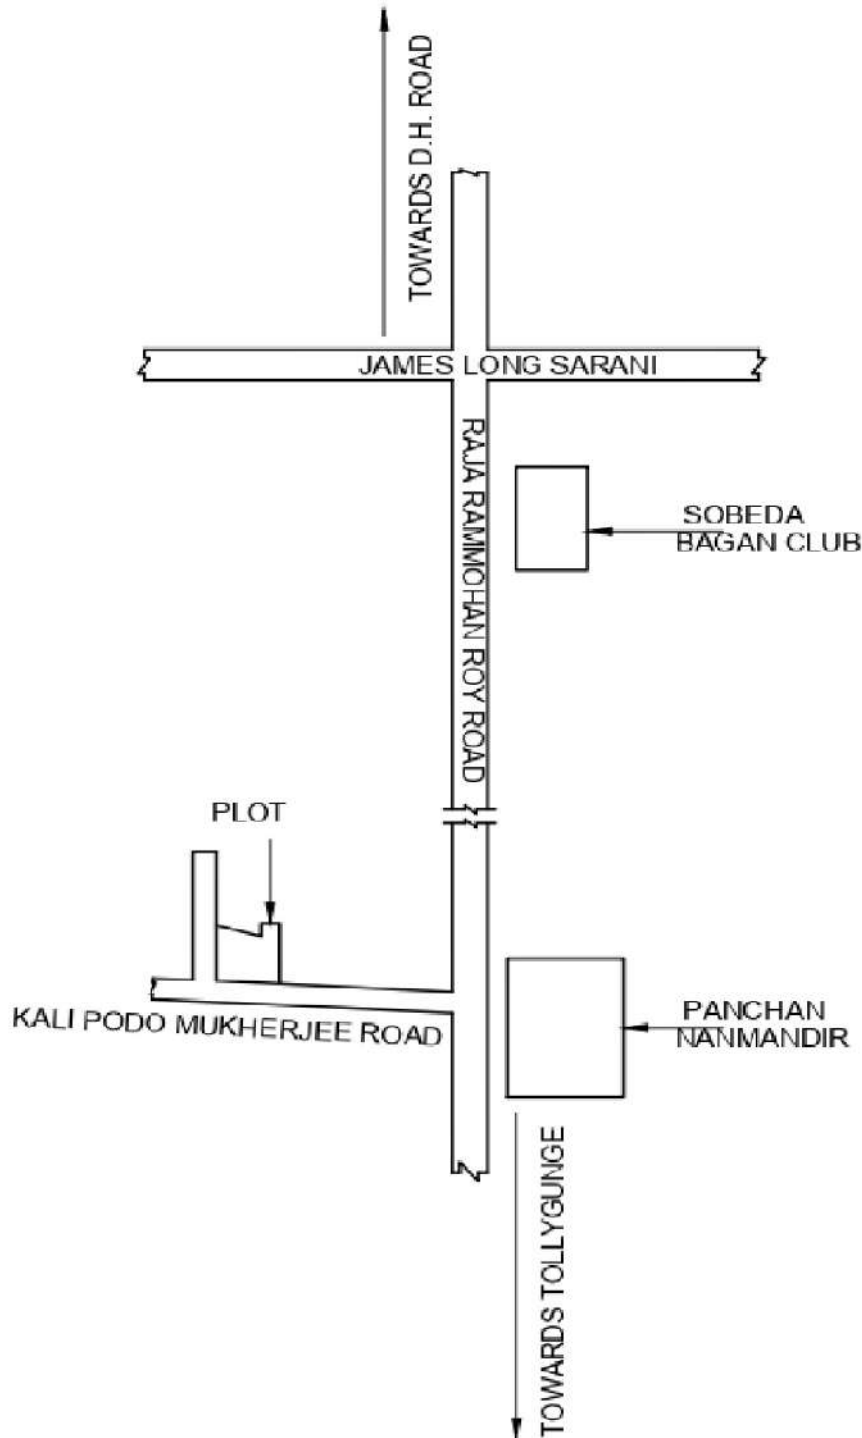 TOWARDS D.H. ROAD
JAMES LONG SARANI
RAJA RAMMOHAN ROY ROAD
SOBEDA
BAGAN CLUB
PLOT
KALI PODO MUKHERJEE ROAD
PANCHAN
NANMANDIR
TOWARDS TOLLYGUNGE